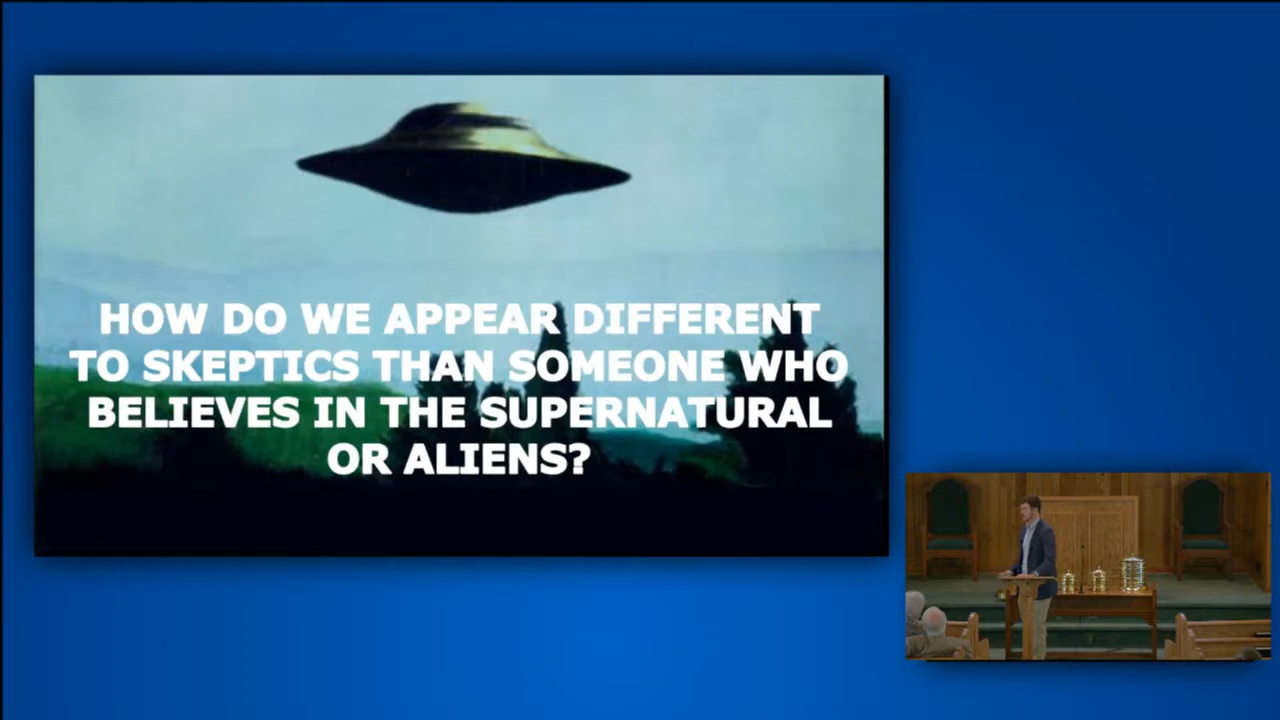 HOW DO WE APPEAR DIFFERENT
TO SKEPTICS THAN SOMEONE WHO
BELIEVES IN THE SUPERNATURAL
OR ALIENS?